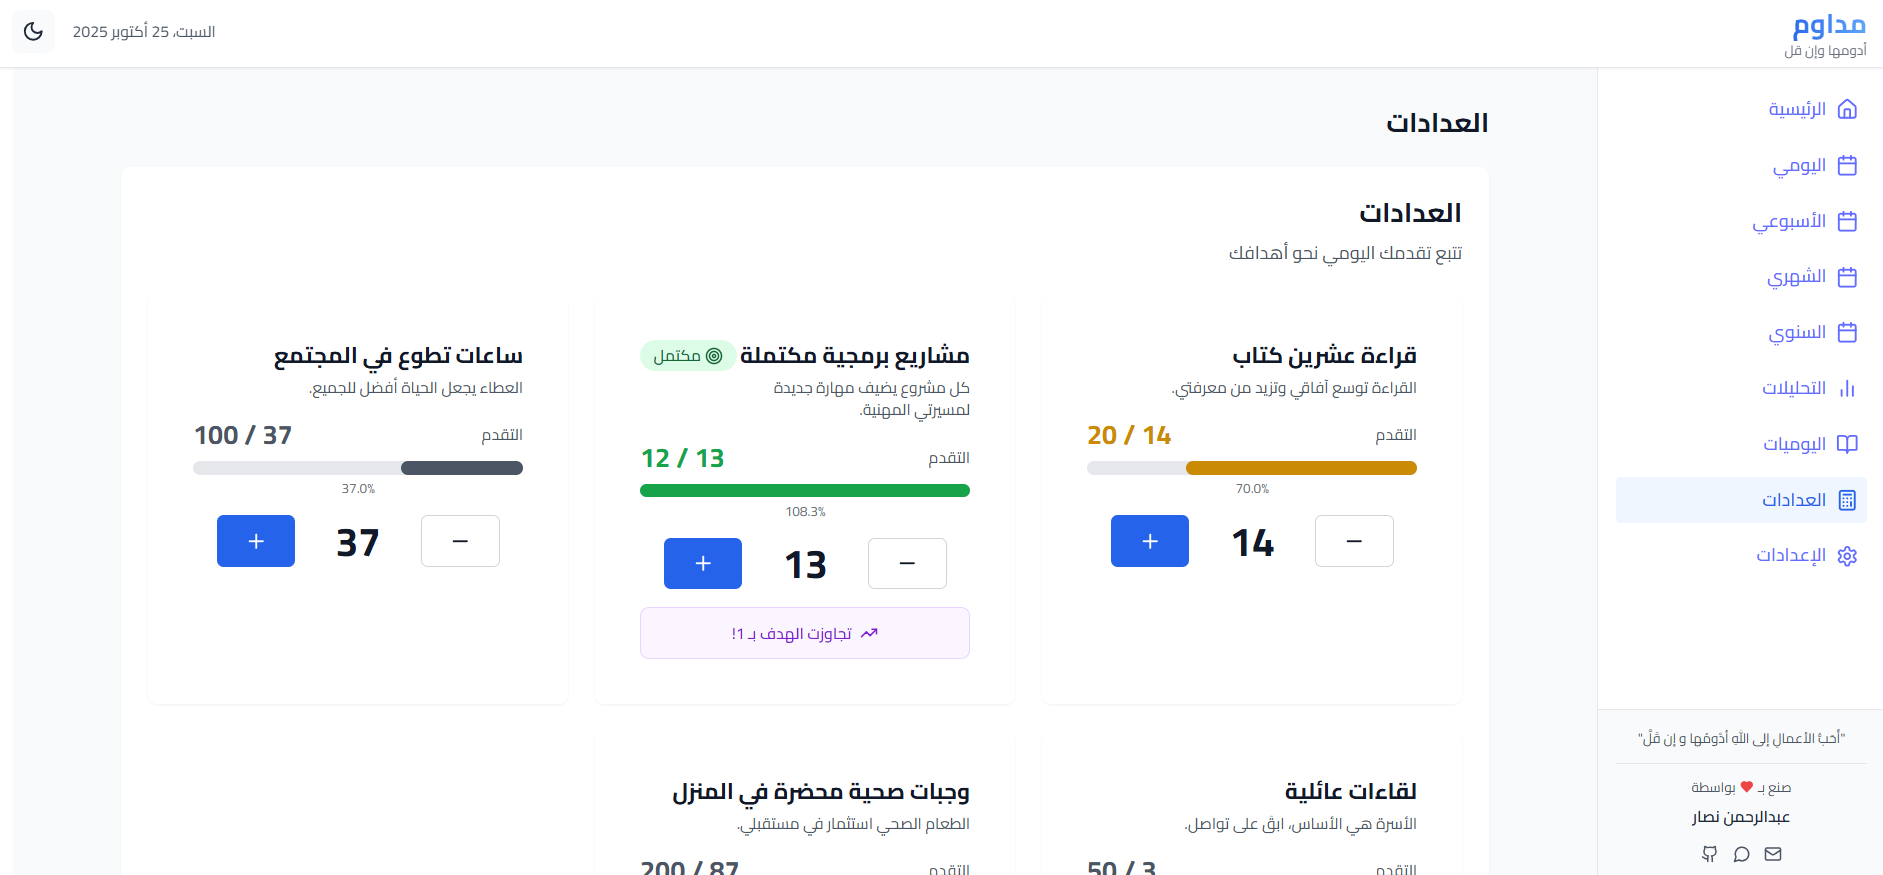 مداوم
أدومها وإن قل
السبت، 25 أكتوبر 2025
الرئيسية
اليومي
الأسبوعي
الشهري
السنوي
التحليلات
اليوميات
العدادات
الإعدادات
"أَحَبُّ الأعمالِ إلى اللهِ أدْوَمُها و إن قَلَّ"
صنع بـ ❤️ بواسطة
عبدالرحمن نصار
العدادات
العدادات
تتبع تقدمك اليومي نحو أهدافك
قراءة عشرين كتاب
القراءة توسع آفاقي وتزيد من معرفتي.
التقدم
14 / 20
70.0%
−
14
+
مشاريع برمجية مكتملة
مكتمل
كل مشروع يضيف مهارة جديدة
لمسيرتي المهنية.
التقدم
13 / 12
108.3%
−
13
+
تجاوزت الهدف بـ 1!
ساعات تطوع في المجتمع
العطاء يجعل الحياة أفضل للجميع.
التقدم
37 / 100
37.0%
−
37
+
لقاءات عائلية
الأسرة هي الأساس، ابقَ على تواصل.
التقدم
3 / 50
وجبات صحية محضرة في المنزل
الطعام الصحي استثمار في مستقبلي.
التقدم
87 / 200